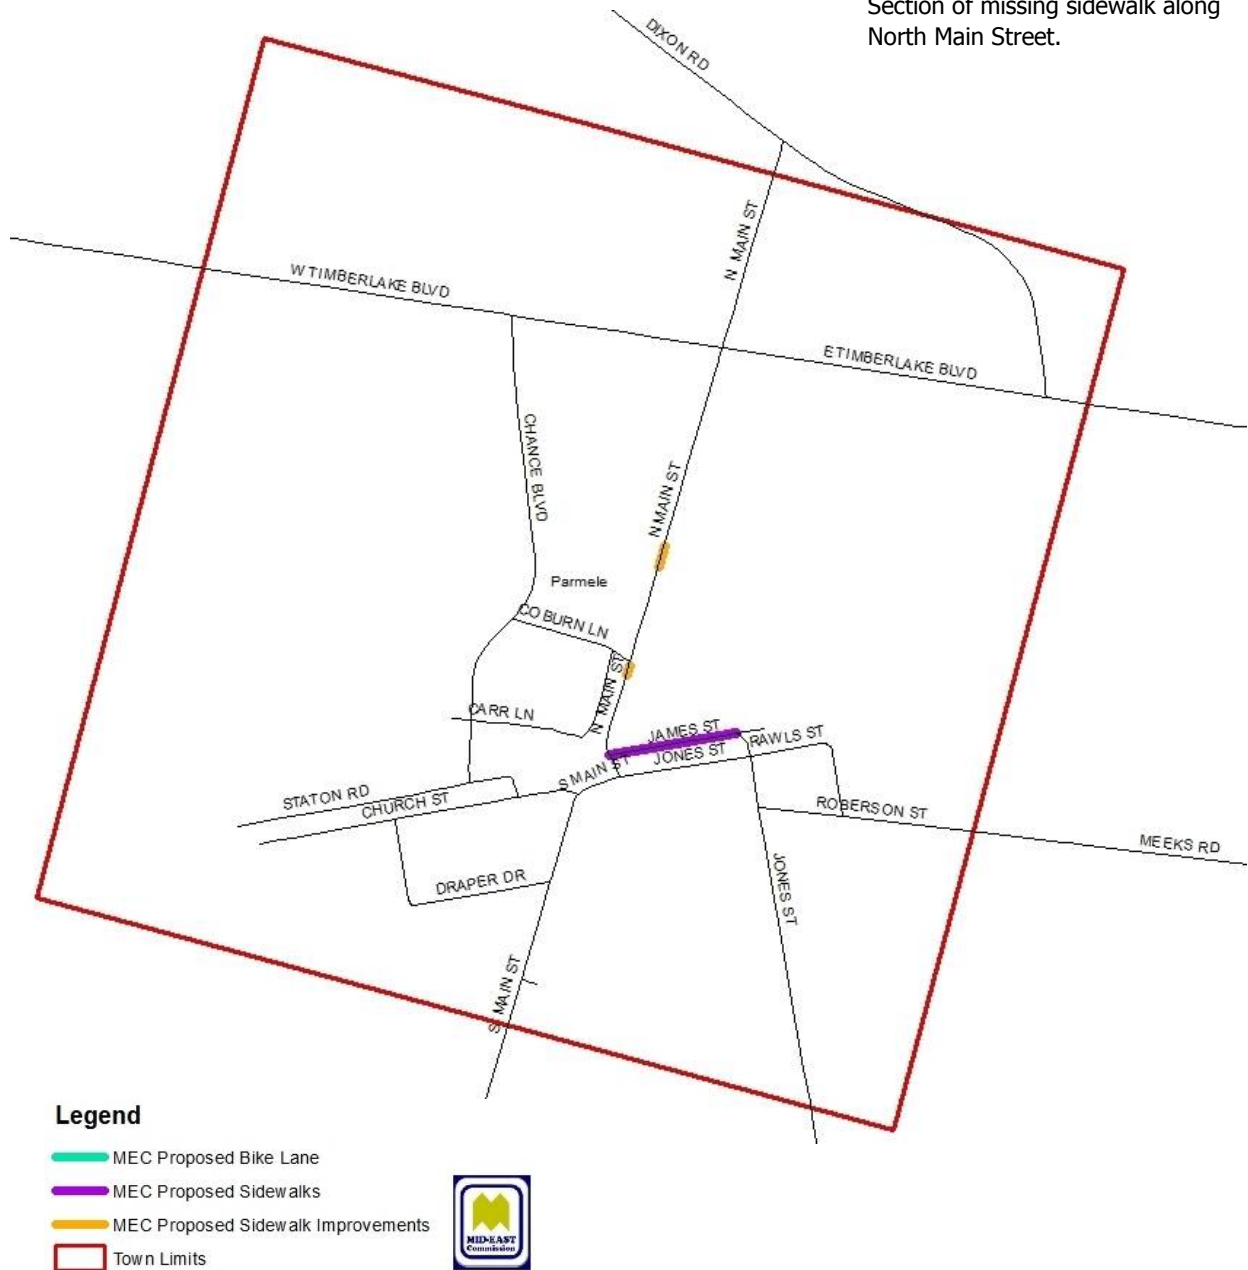 Section of missing sidewalk along
North Main Street.
DIXON RD
N MAIN ST
W TIMBERLAKE BLVD
E TIMBERLAKE BLVD
CHANCE BLVD
N MAIN ST
Parmele
CO BURN LN
N MAIN ST
CARR LN
JAMES ST
JONES ST
RAWLS ST
S MAIN ST
STATON RD
CHURCH ST
ROBERSON ST
MEEKS RD
DRAPER DR
JONES ST
S MAIN ST
Legend
MEC Proposed Bike Lane
MEC Proposed Sidewalks
MEC Proposed Sidewalk Improvements
Town Limits
MID-EAST
Commission